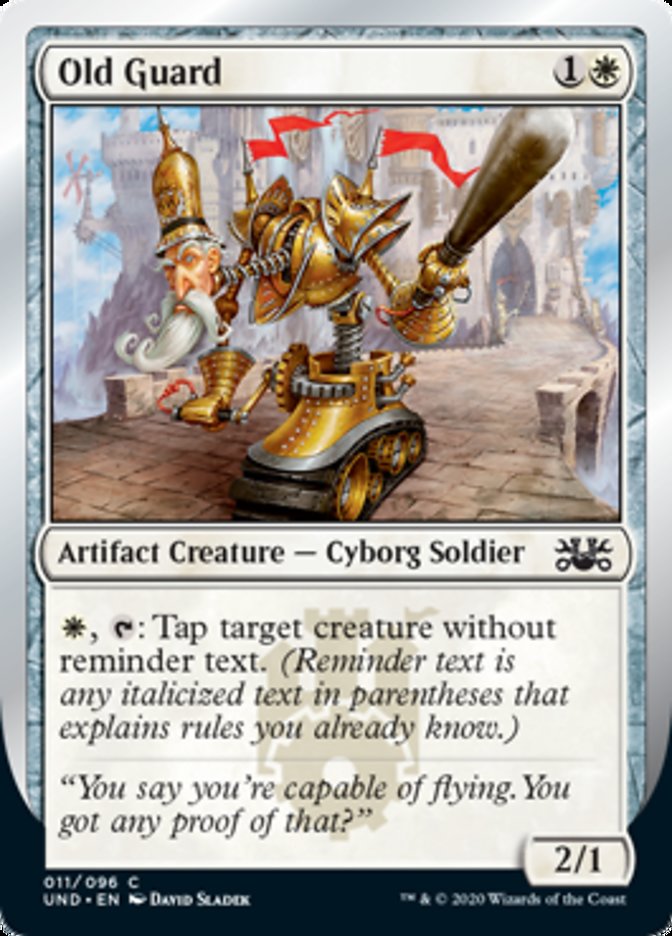 Old Guard 1
Artifact Creature — Cyborg Soldier
, : Tap target creature without
reminder text. (Reminder text is
any italicized text in parentheses that
explains rules you already know.)
“You say you’re capable of flying. You
got any proof of that?”
2/1
011/096 C
UND • EN David Sladek
™ & © 2020 Wizards of the Coast